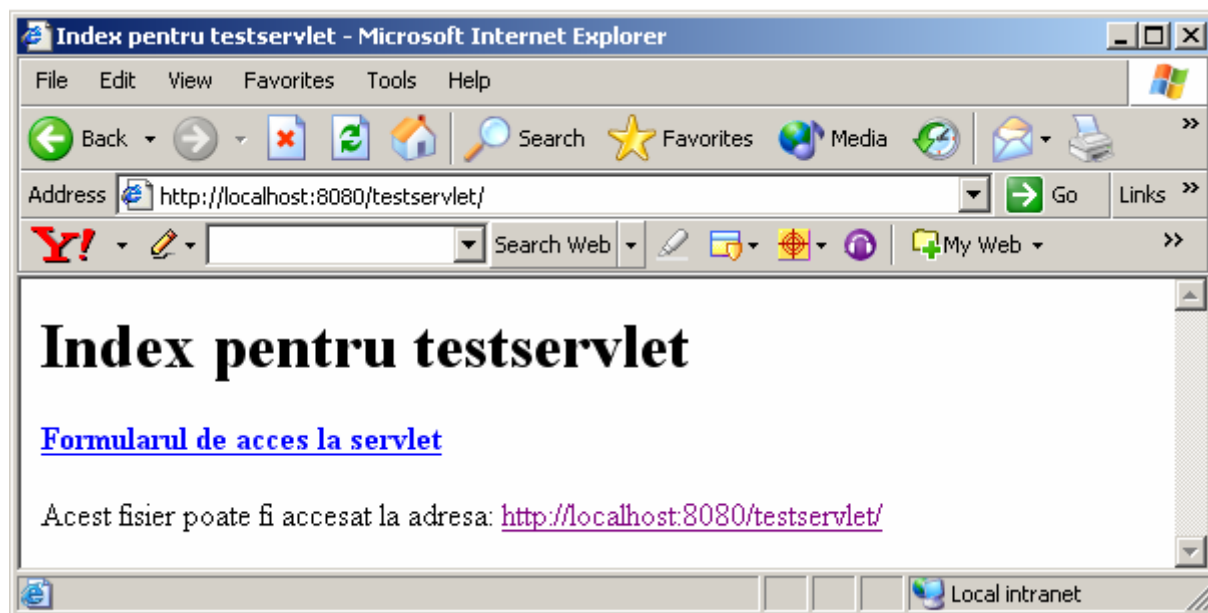 Index pentru testservlet - Microsoft Internet Explorer
File Edit View Favorites Tools Help
Back Search Favorites Media »
Address http://localhost:8080/testservlet/ Go Links »
Y! Search Web My Web »
Index pentru testservlet
Formularul de acces la servlet
Acest fisier poate fi accesat la adresa: http://localhost:8080/testservlet/
Local intranet